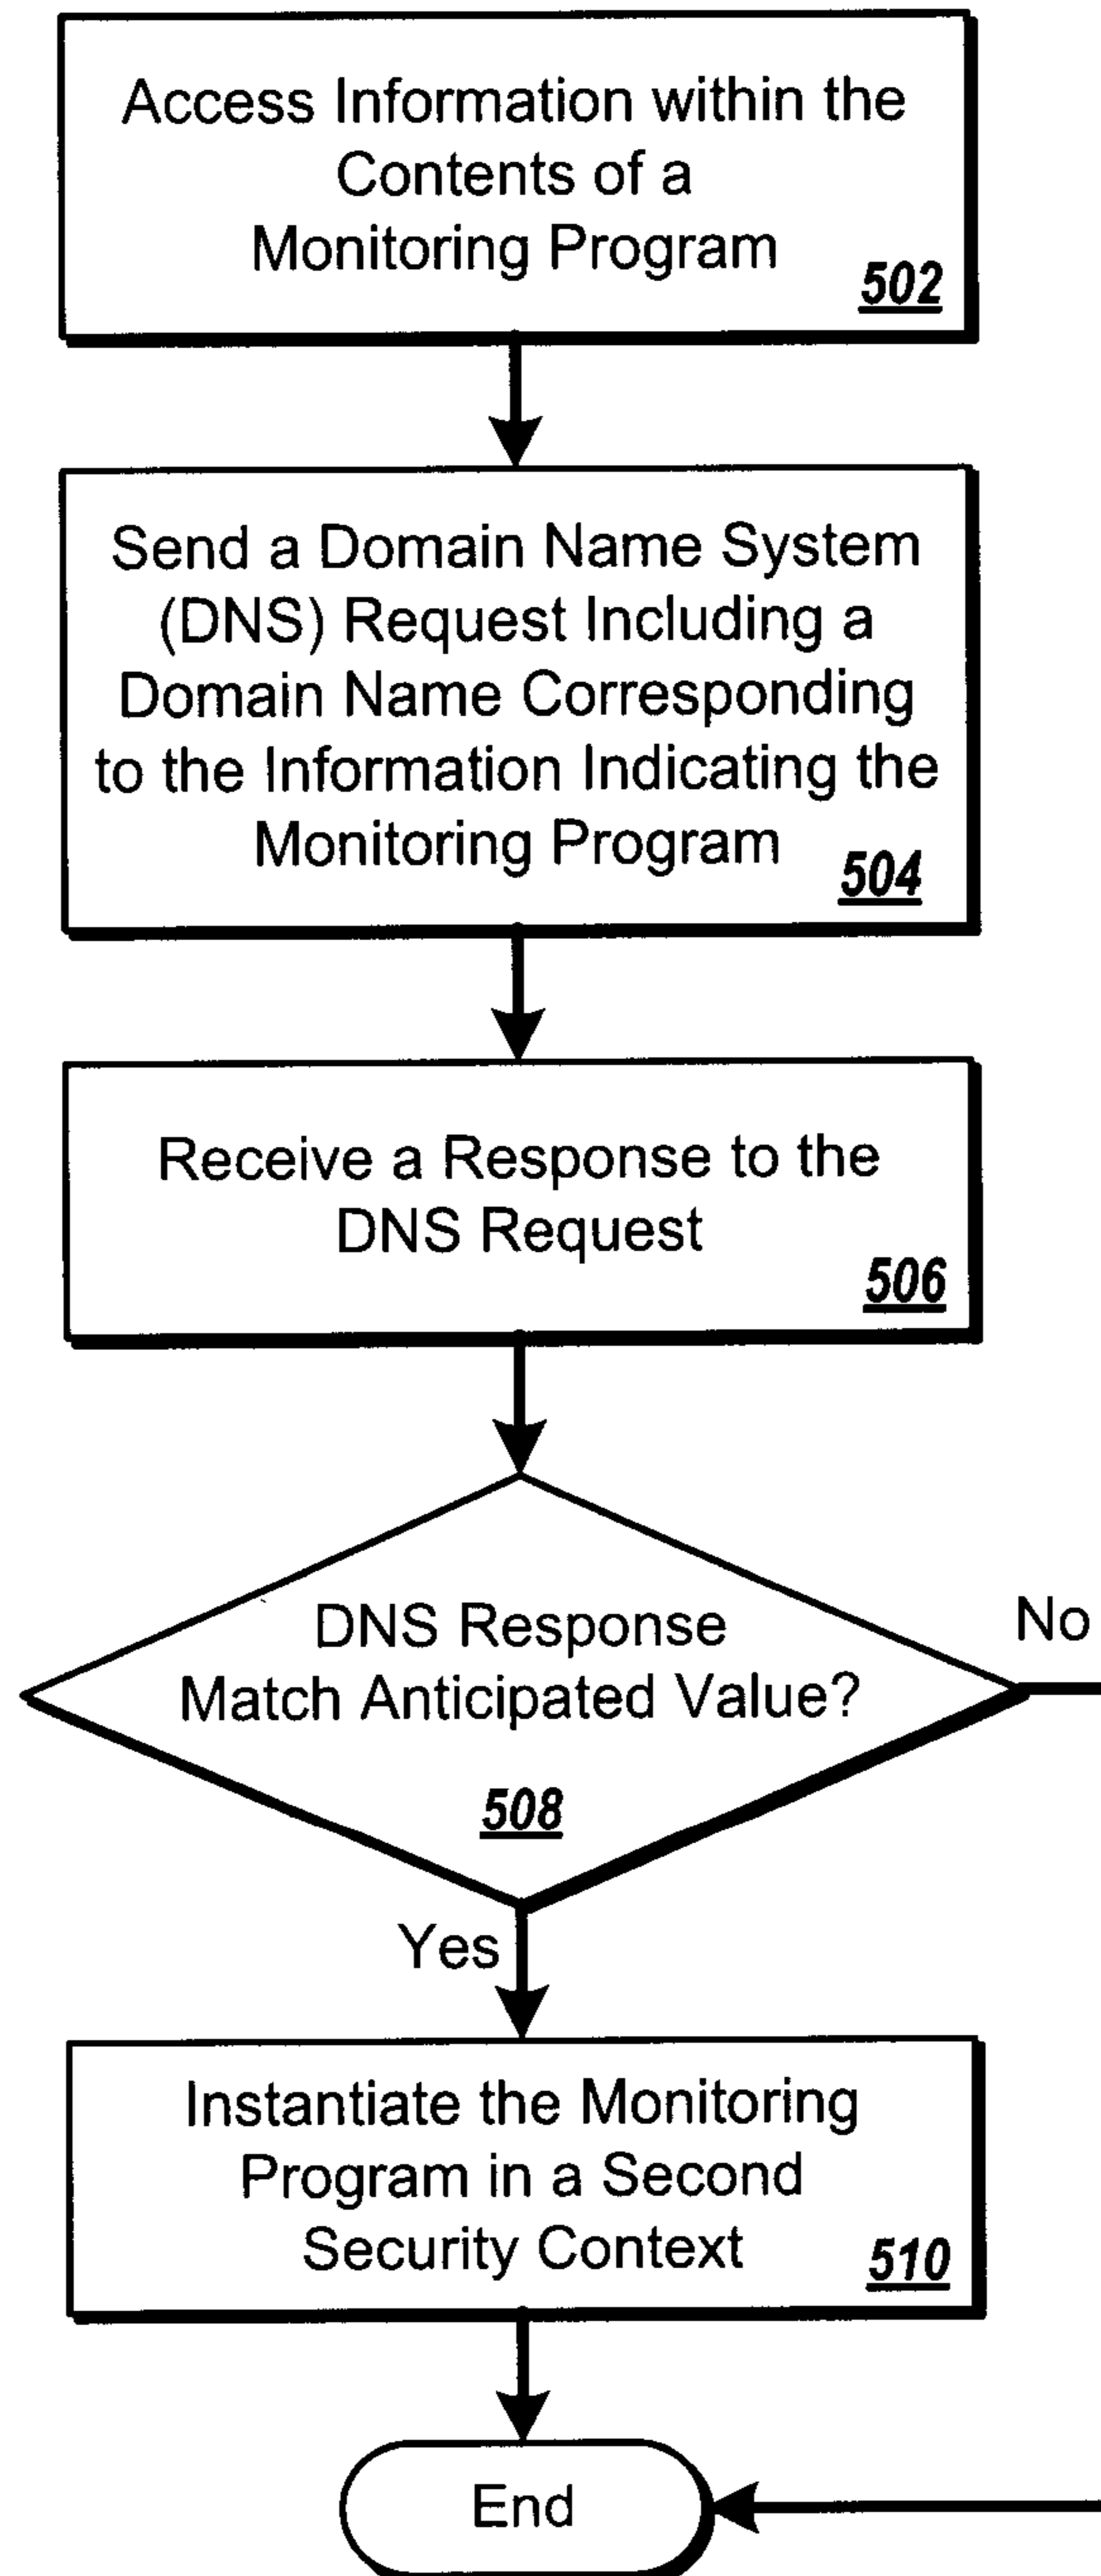 Access Information within the
Contents of a
Monitoring Program
502
Send a Domain Name System
(DNS) Request Including a
Domain Name Corresponding
to the Information Indicating the
Monitoring Program
504
Receive a Response to the
DNS Request
506
No
DNS Response
Match Anticipated Value?
508
Yes
Instantiate the Monitoring
Program in a Second
Security Context
510
End